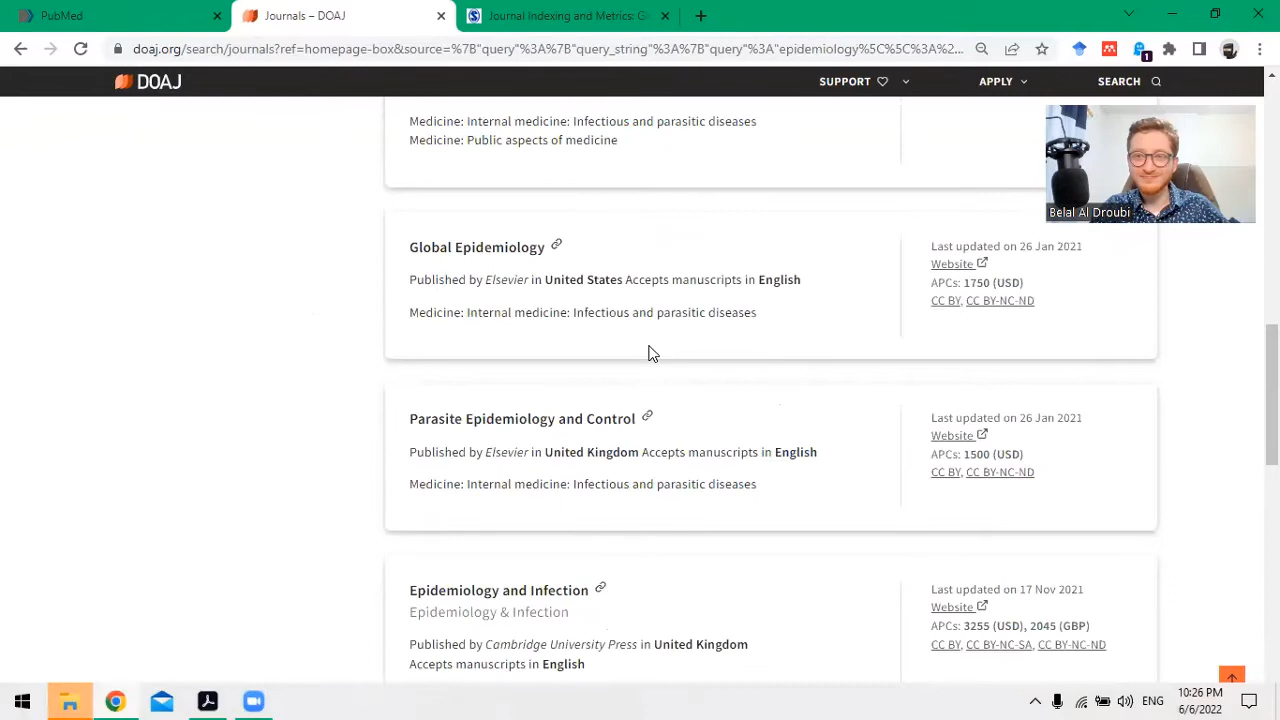 PubMed
Journals – DOAJ
Journal Indexing and Metrics: Gl
doaj.org/search/journals?ref=homepage-box&source=%7B"query"%3A%7B"query_string"%3A%7B"query"%3A"epidemiology%5C%5C%3A%2...
1
DOAJ
SUPPORT
APPLY
SEARCH
Medicine: Internal medicine: Infectious and parasitic diseases
Medicine: Public aspects of medicine
Belal Al Droubi
Global Epidemiology
Published by Elsevier in United States Accepts manuscripts in English
Medicine: Internal medicine: Infectious and parasitic diseases
Last updated on 26 Jan 2021
Website
APCs: 1750 (USD)
CC BY, CC BY-NC-ND
Parasite Epidemiology and Control
Published by Elsevier in United Kingdom Accepts manuscripts in English
Medicine: Internal medicine: Infectious and parasitic diseases
Last updated on 26 Jan 2021
Website
APCs: 1500 (USD)
CC BY, CC BY-NC-ND
Epidemiology and Infection
Epidemiology & Infection
Published by Cambridge University Press in United Kingdom
Accepts manuscripts in English
Last updated on 17 Nov 2021
Website
APCs: 3255 (USD), 2045 (GBP)
CC BY, CC BY-NC-SA, CC BY-NC-ND
ENG
10:26 PM
6/6/2022